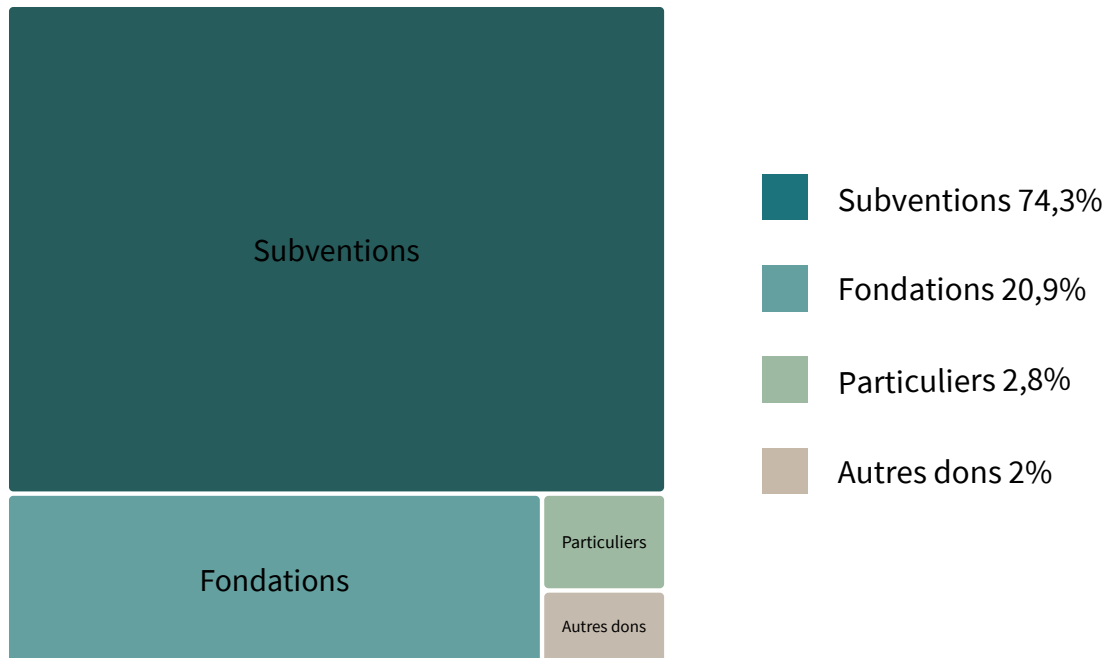 Subventions
Fondations
Particuliers
Autres dons
Subventions 74,3%
Fondations 20,9%
Particuliers 2,8%
Autres dons 2%